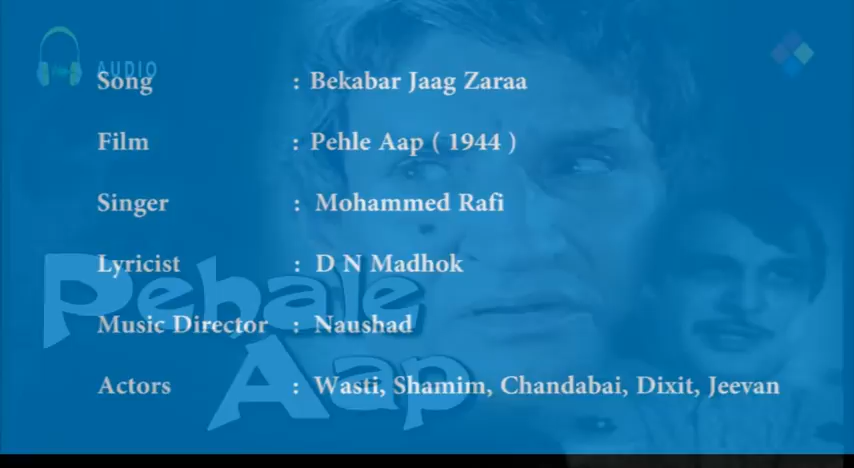 AUDIO
Song : Bekabar Jaag Zaraa
Film : Pehle Aap ( 1944 )
Singer : Mohammed Rafi
Lyricist : D N Madhok
Pehale
Music Director : Naushad
Aap
Actors : Wasti, Shamim, Chandabai, Dixit, Jeevan